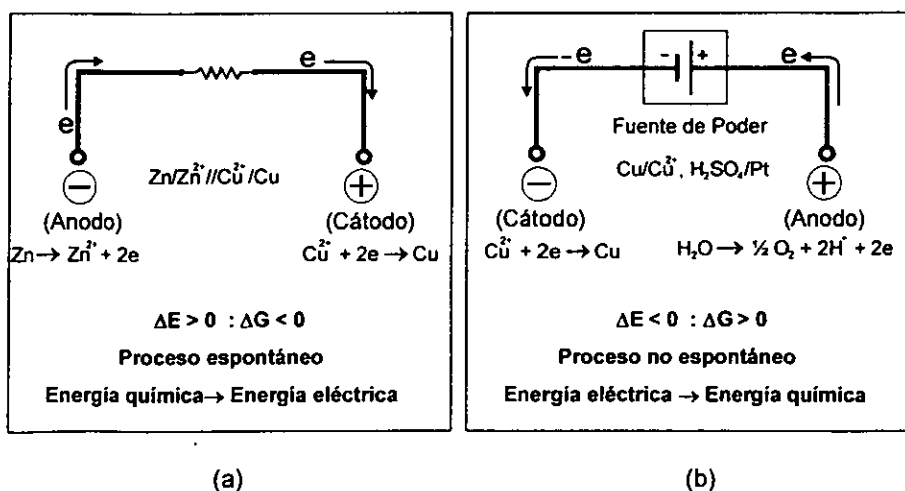 e
e
Zn/Zn²⁺//Cu²⁺/Cu
−
(Anodo)
Zn → Zn²⁺ + 2e
+
(Cátodo)
Cu²⁺ + 2e → Cu
ΔE > 0 : ΔG < 0
Proceso espontáneo
Energía química → Energía eléctrica
(a)
-e
- +
e
Fuente de Poder
Cu/Cu²⁺, H₂SO₄/Pt
−
(Cátodo)
Cu²⁺ + 2e → Cu
+
(Anodo)
H₂O → ½ O₂ + 2H⁺ + 2e
ΔE < 0 : ΔG > 0
Proceso no espontáneo
Energía eléctrica → Energía química
(b)